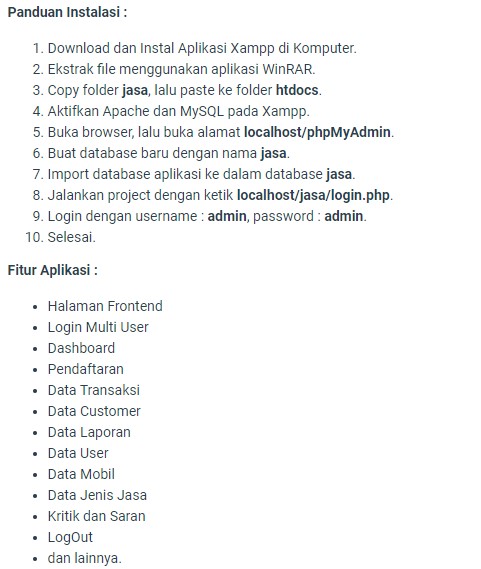 Panduan Instalasi :
1. Download dan Instal Aplikasi Xampp di Komputer.
2. Ekstrak file menggunakan aplikasi WinRAR.
3. Copy folder jasa, lalu paste ke folder htdocs.
4. Aktifkan Apache dan MySQL pada Xampp.
5. Buka browser, lalu buka alamat localhost/phpMyAdmin.
6. Buat database baru dengan nama jasa.
7. Import database aplikasi ke dalam database jasa.
8. Jalankan project dengan ketik localhost/jasa/login.php.
9. Login dengan username : admin, password : admin.
10. Selesai.
Fitur Aplikasi :
• Halaman Frontend
• Login Multi User
• Dashboard
• Pendaftaran
• Data Transaksi
• Data Customer
• Data Laporan
• Data User
• Data Mobil
• Data Jenis Jasa
• Kritik dan Saran
• LogOut
• dan lainnya.